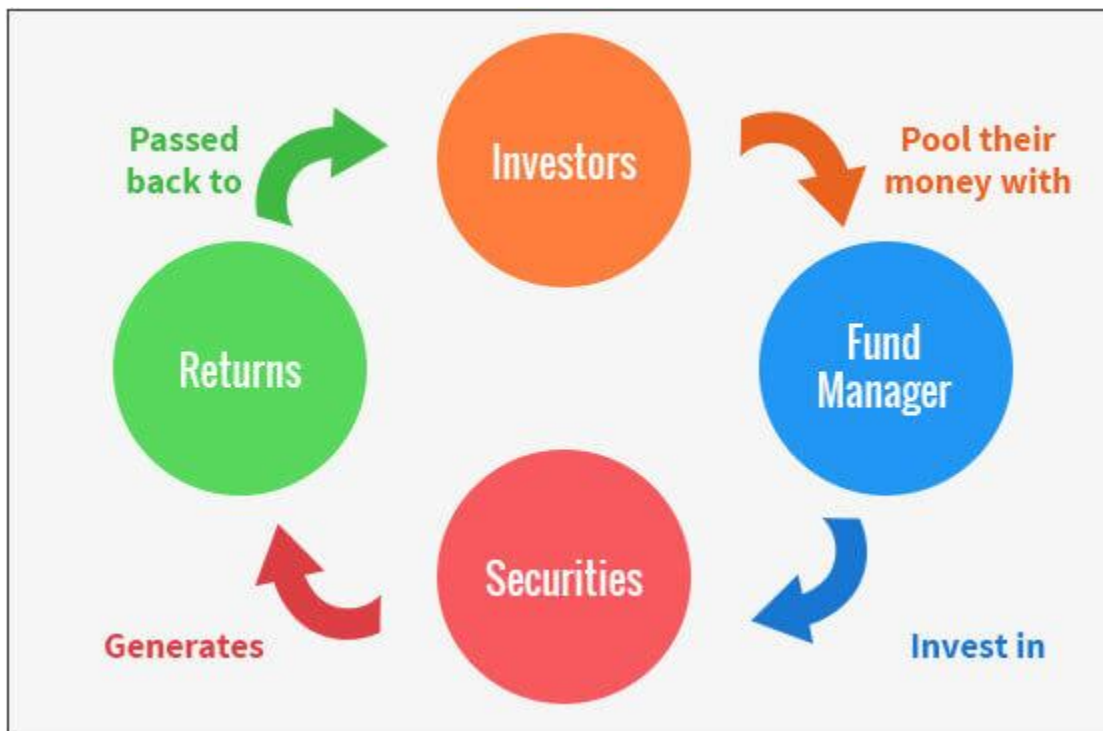 Investors
Pool their
money with
Fund
Manager
Invest in
Securities
Generates
Returns
Passed
back to